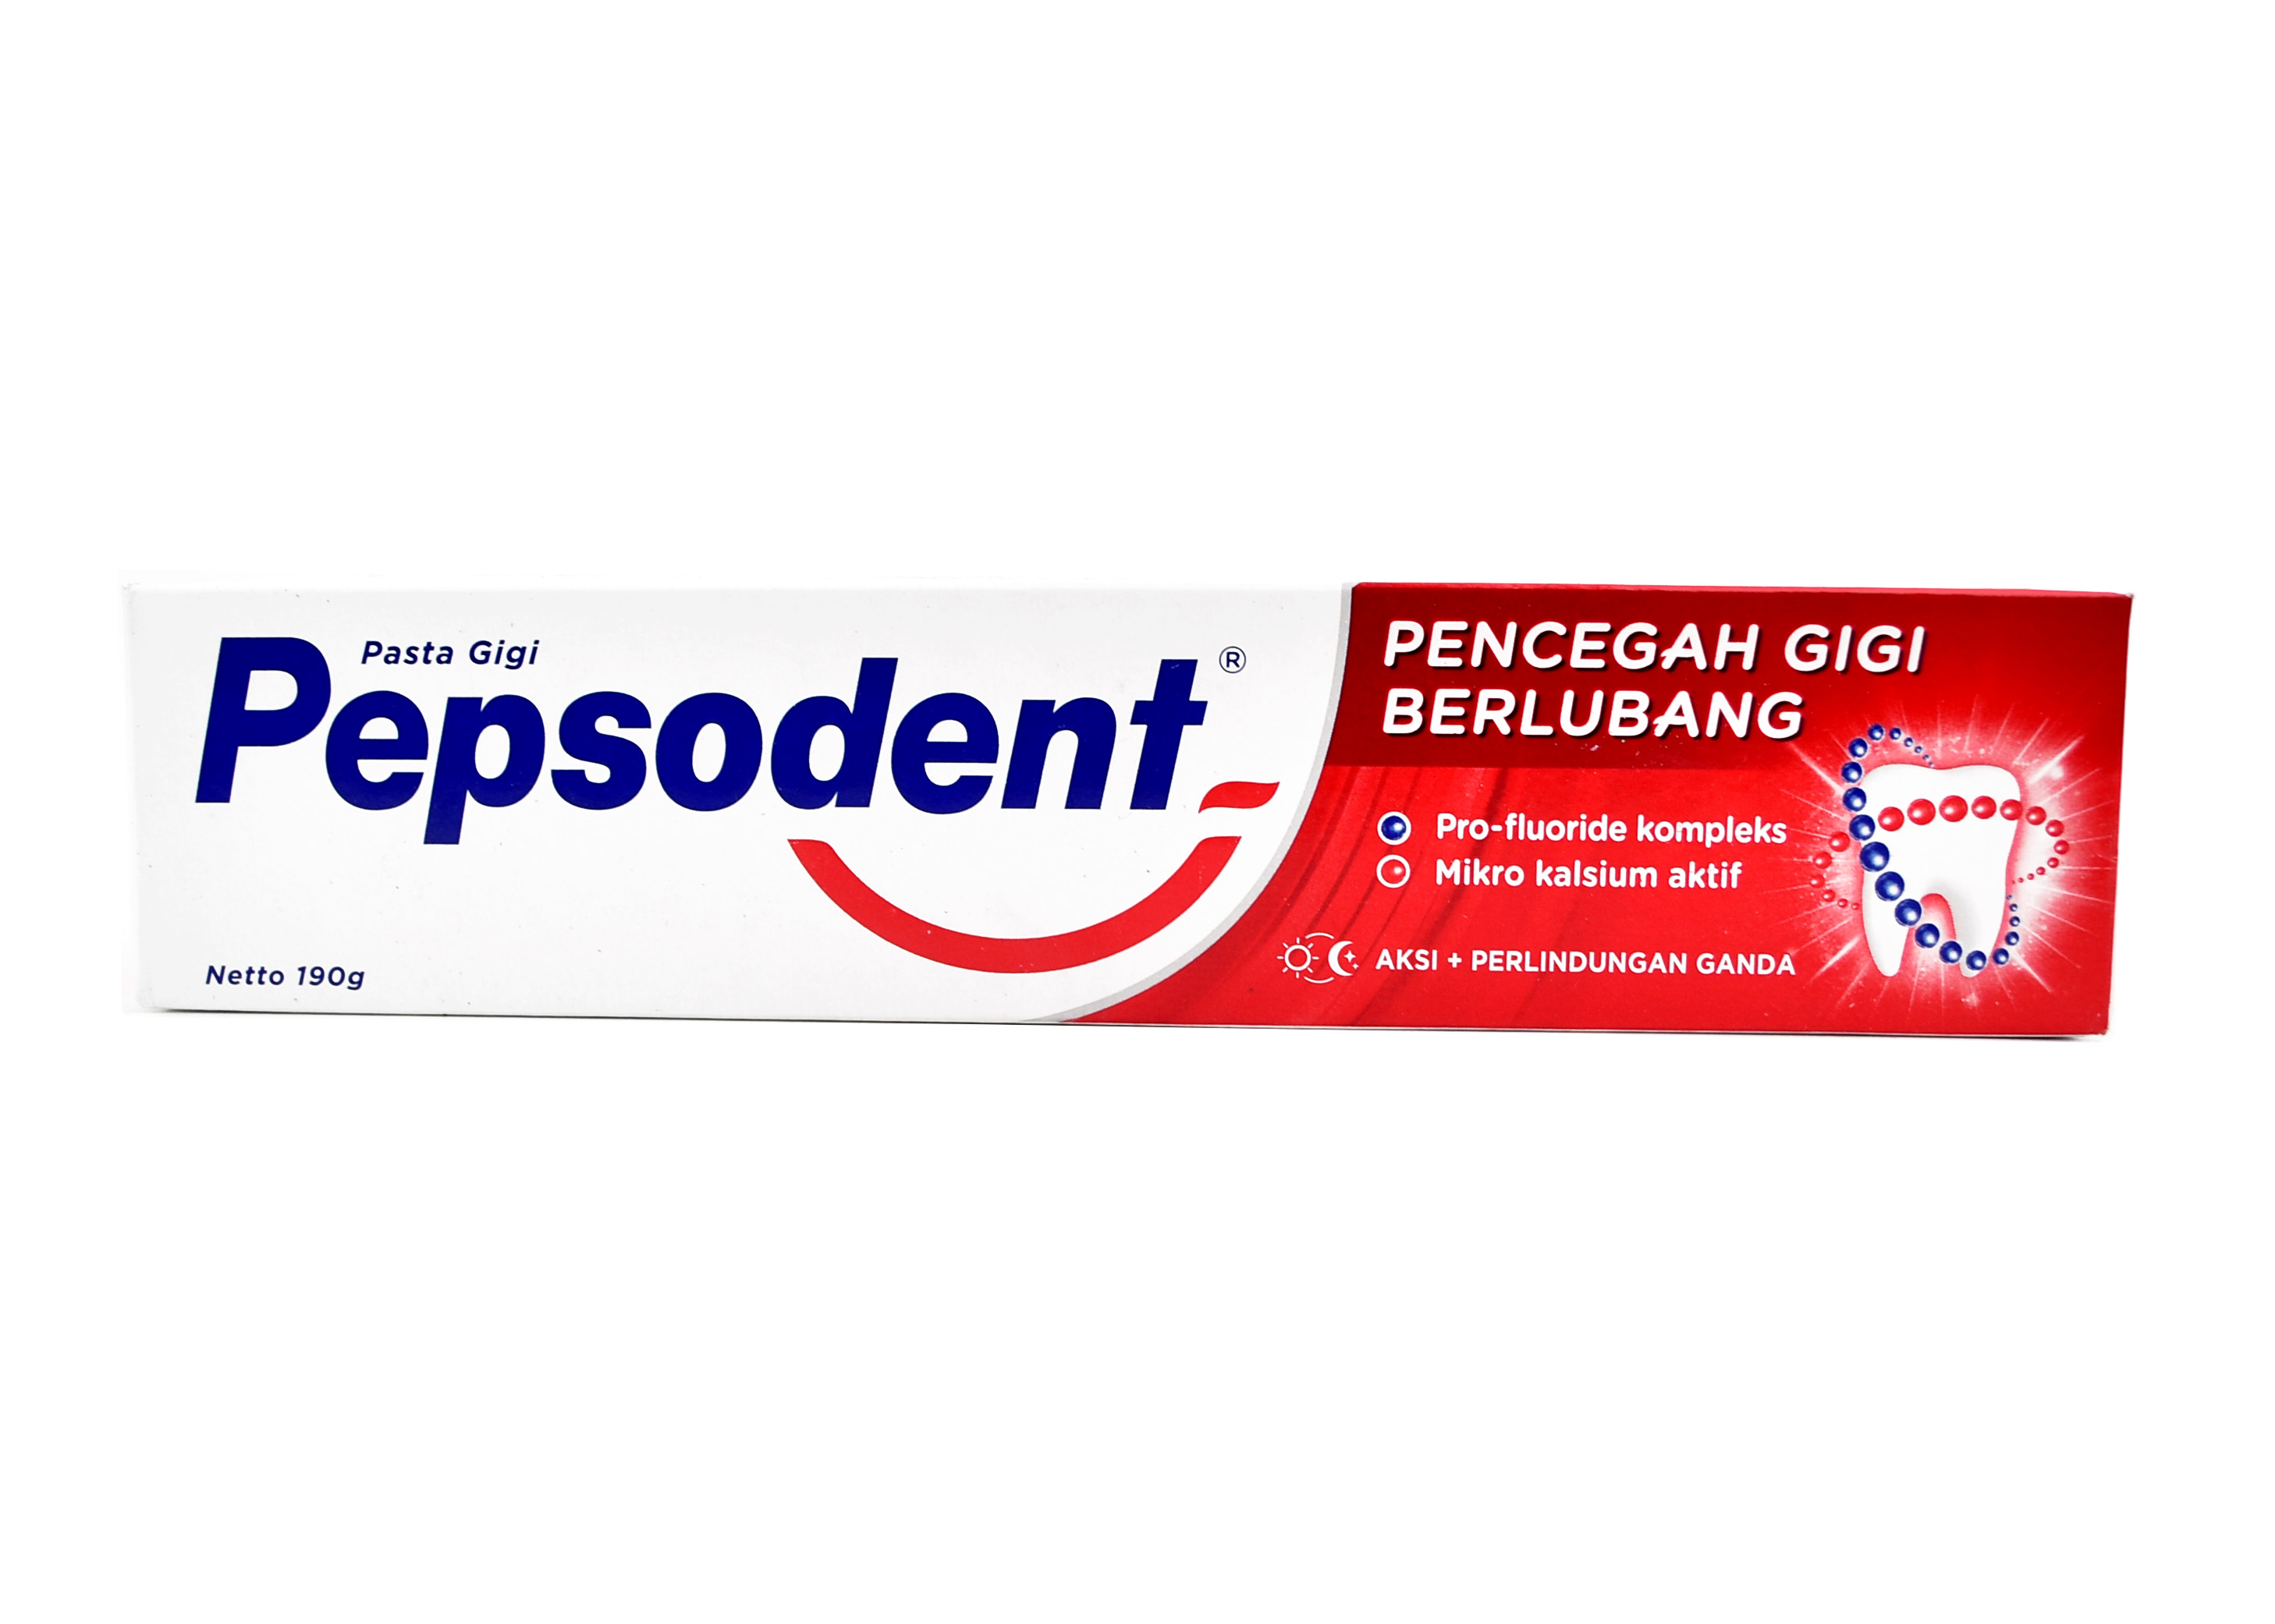 Pasta Gigi
Pepsodent ®
Netto 190g
PENCEGAH GIGI
BERLUBANG
Pro-fluoride kompleks
Mikro kalsium aktif
AKSI + PERLINDUNGAN GANDA